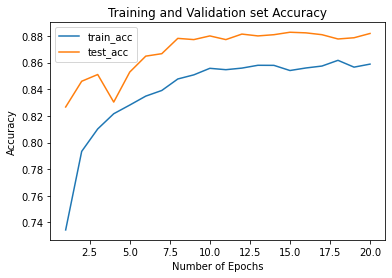 Training and Validation set Accuracy
train_acc
test_acc
Accuracy
0.88
0.86
0.84
0.82
0.80
0.78
0.76
0.74
2.5 5.0 7.5 10.0 12.5 15.0 17.5 20.0
Number of Epochs